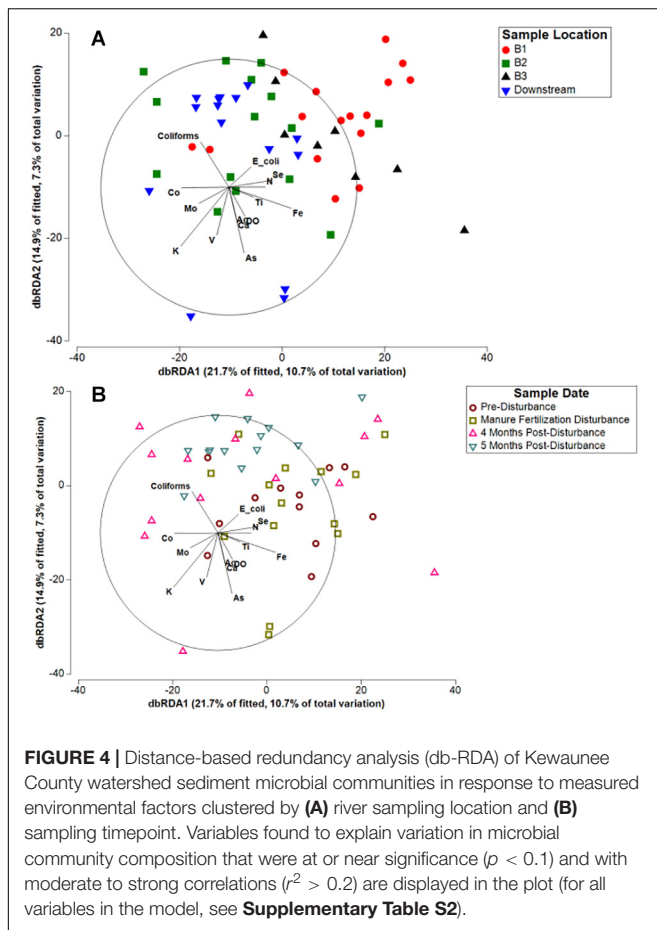 A
Sample Location
B1
B2
B3
Downstream
20
0
-20
-40
dbRDA2 (14.9% of fitted, 7.3% of total variation)
Coliforms
E_coli
Se
N
Co
Ti
Mo
Fe
DO
Ca
V
K
As
-40
-20
0
20
40
dbRDA1 (21.7% of fitted, 10.7% of total variation)
B
Sample Date
Pre-Disturbance
Manure Fertilization Disturbance
4 Months Post-Disturbance
5 Months Post-Disturbance
20
0
-20
-40
dbRDA2 (14.9% of fitted, 7.3% of total variation)
Coliforms
E_coli
Se
N
Co
Ti
Mo
Fe
DO
Ca
V
K
As
-40
-20
0
20
40
dbRDA1 (21.7% of fitted, 10.7% of total variation)
FIGURE 4 | Distance-based redundancy analysis (db-RDA) of Kewaunee
County watershed sediment microbial communities in response to measured
environmental factors clustered by (A) river sampling location and (B)
sampling timepoint. Variables found to explain variation in microbial
community composition that were at or near significance (p < 0.1) and with
moderate to strong correlations (r² > 0.2) are displayed in the plot (for all
variables in the model, see Supplementary Table S2).